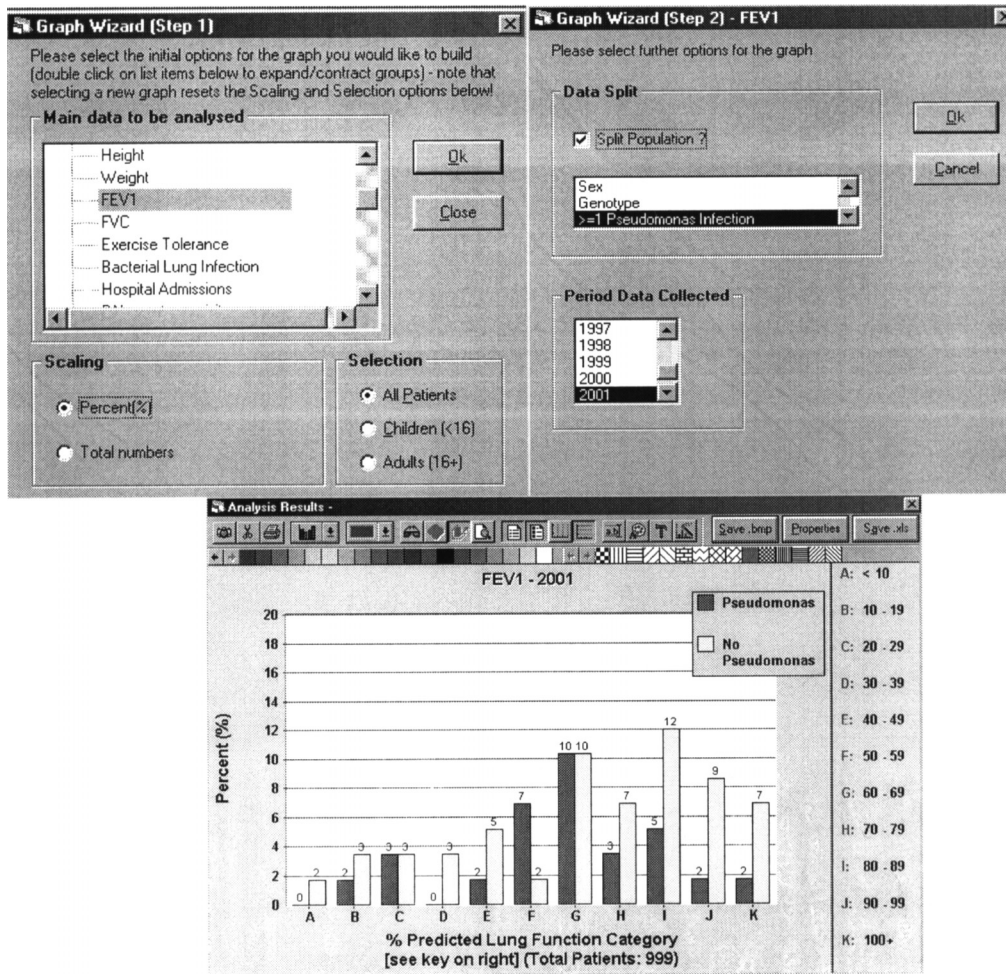 Graph Wizard (Step 1)
Please select the initial options for the graph you would like to build
(double click on list items below to expand/contract groups) - note that
selecting a new graph resets the Scaling and Selection options below!
Main data to be analysed
Height
Weight
FEV1
FVC
Exercise Tolerance
Bacterial Lung Infection
Hospital Admissions
Ok
Close
Scaling
Percent(%)
Total numbers
Selection
All Patients
Children (<16)
Adults (16+)
Graph Wizard (Step 2) - FEV1
Please select further options for the graph
Data Split
Split Population ?
Sex
Genotype
>=1 Pseudomonas Infection
Ok
Cancel
Period Data Collected
1997
1998
1999
2000
2001
Analysis Results -
Save .bmp
Properties
Save .xls
FEV1 - 2001
Pseudomonas
No
Pseudomonas
Percent (%)
20
18
16
14
12
10
8
6
4
2
0
0 2
2 3
3 3
0 3
2 5
7 2
10 10
3 7
5 12
2 9
2 7
A B C D E F G H I J K
% Predicted Lung Function Category
[see key on right] (Total Patients: 999)
A: < 10
B: 10 - 19
C: 20 - 29
D: 30 - 39
E: 40 - 49
F: 50 - 59
G: 60 - 69
H: 70 - 79
I: 80 - 89
J: 90 - 99
K: 100+